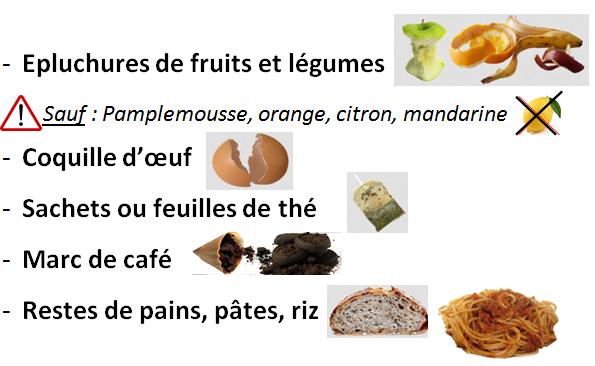 - Epluchures de fruits et légumes
Sauf : Pamplemousse, orange, citron, mandarine
- Coquille d’œuf
- Sachets ou feuilles de thé
- Marc de café
- Restes de pains, pâtes, riz